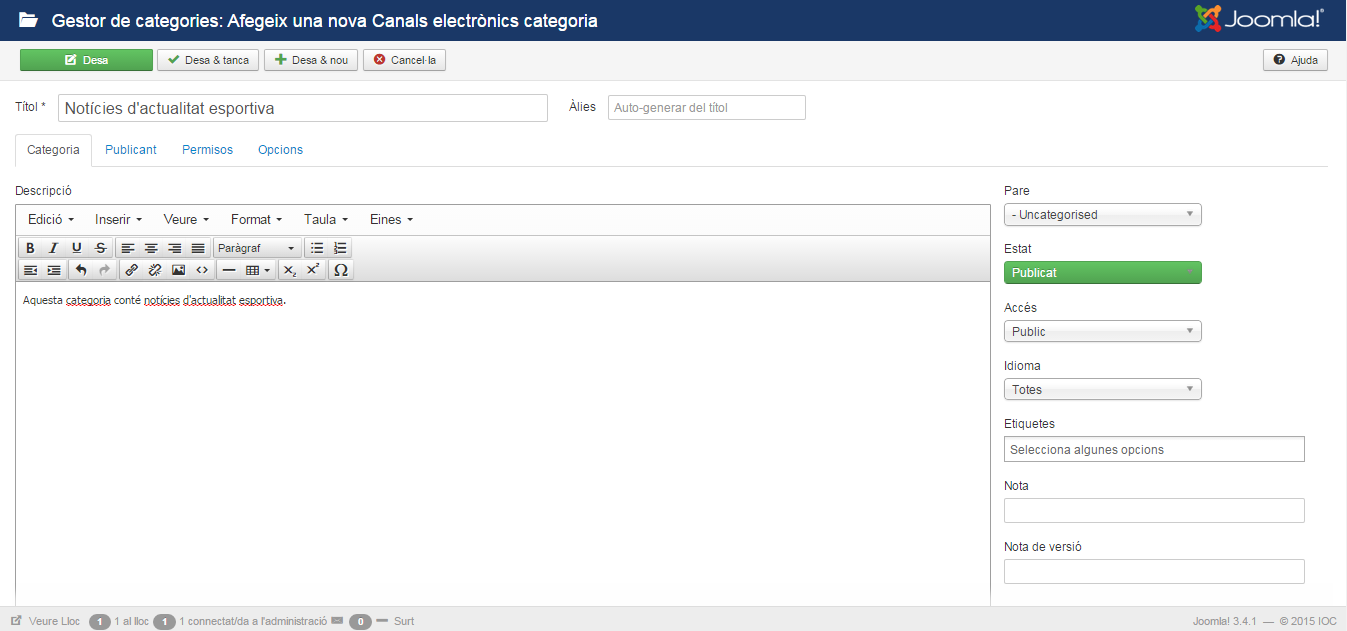 Gestor de categories: Afegeix una nova Canals electrònics categoria
Joomla!®
Desa
Desa & tanca
Desa & nou
Cancel·la
Ajuda
Títol *
Notícies d'actualitat esportiva
Àlies
Auto-generar del títol
Categoria
Publicant
Permisos
Opcions
Descripció
Edició
Inserir
Veure
Format
Taula
Eines
B I U S
Paràgraf
Aquesta categoria conté notícies d'actualitat esportiva.
Pare
- Uncategorised
Estat
Publicat
Accés
Public
Idioma
Totes
Etiquetes
Selecciona algunes opcions
Nota
Nota de versió
Veure Lloc 1 1 al lloc 1 1 connectat/da a l'administració 0 Surt
Joomla! 3.4.1 — © 2015 IOC